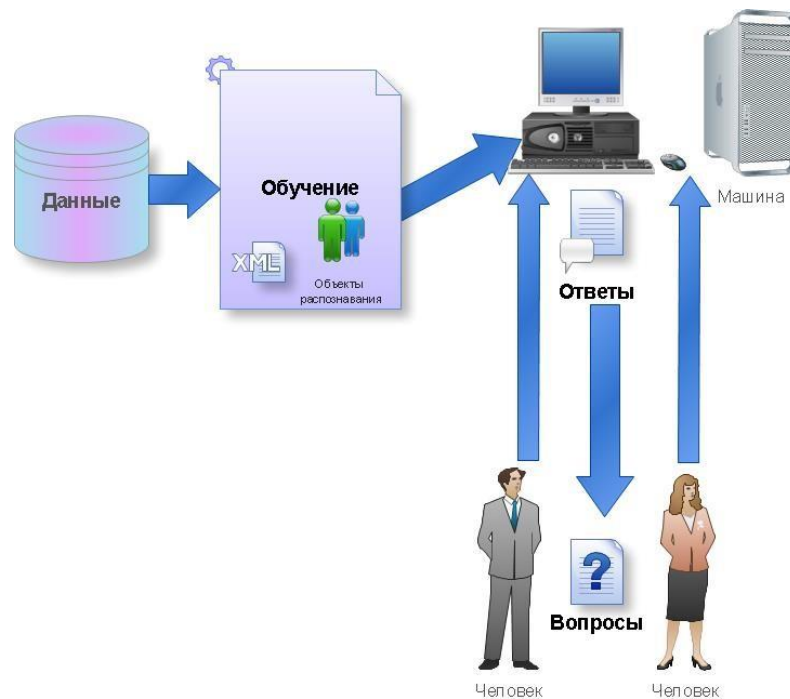 Данные
Обучение
XML
Объекты
распознавания
Машина
Ответы
?
Вопросы
Человек
Человек